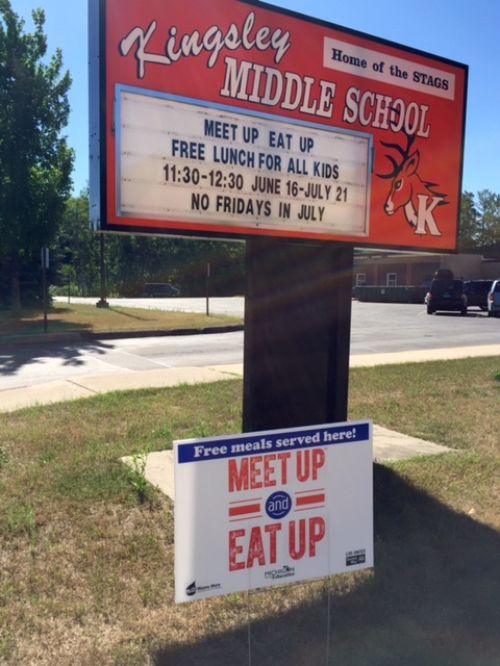 Kingsley
Home of the STAGS
MIDDLE SCHOOL
MEET UP EAT UP
FREE LUNCH FOR ALL KIDS
11:30-12:30 JUNE 16-JULY 21
NO FRIDAYS IN JULY
K
Free meals served here!
MEET UP
and
EAT UP